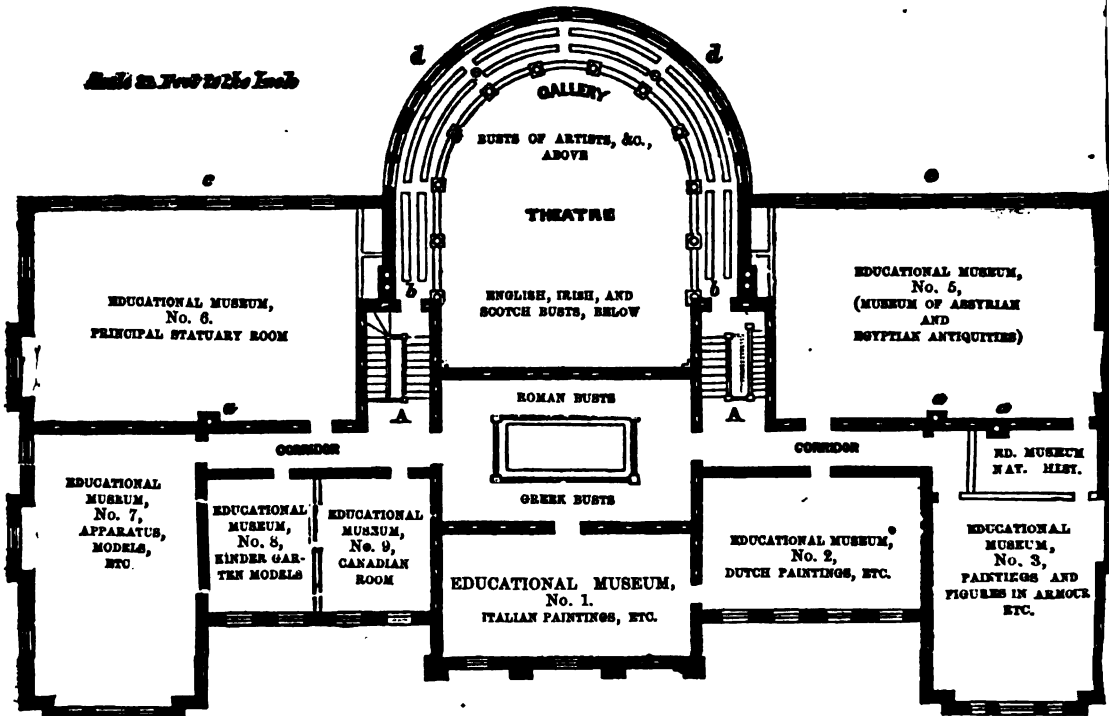 d
d
GALLERY
BUSTS OF ARTISTS, &C.,
ABOVE
THEATRE
ENGLISH, IRISH, AND
SCOTCH BUSTS, BELOW
c
b
b
EDUCATIONAL MUSEUM,
No. 6.
PRINCIPAL STATUARY ROOM
EDUCATIONAL MUSEUM,
No. 5,
(MUSEUM OF ASSYRIAN
AND
EGYPTIAN ANTIQUITIES)
a
A
A
CORRIDOR
ROMAN BUSTS
GREEK BUSTS
CORRIDOR
ED. MUSEUM
NAT. HIST.
EDUCATIONAL
MUSEUM,
No. 7,
APPARATUS,
MODELS,
ETC.
EDUCATIONAL
MUSEUM,
No. 8,
KINDER GAR-
TEN MODELS
EDUCATIONAL
MUSEUM,
No. 9,
CANADIAN
ROOM
EDUCATIONAL MUSEUM,
No. 1.
ITALIAN PAINTINGS, ETC.
EDUCATIONAL MUSEUM,
No. 2,
DUTCH PAINTINGS, ETC.
EDUCATIONAL
MUSEUM,
No. 3,
PAINTINGS AND
FIGURES IN ARMOUR
ETC.